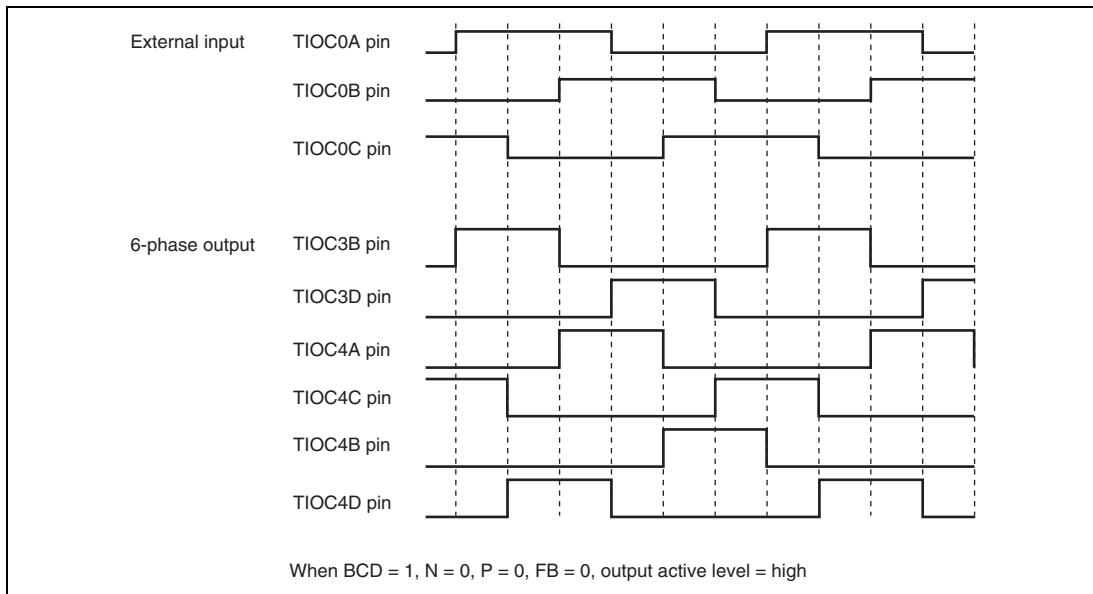 External input TIOC0A pin
TIOC0B pin
TIOC0C pin
6-phase output TIOC3B pin
TIOC3D pin
TIOC4A pin
TIOC4C pin
TIOC4B pin
TIOC4D pin
When BCD = 1, N = 0, P = 0, FB = 0, output active level = high